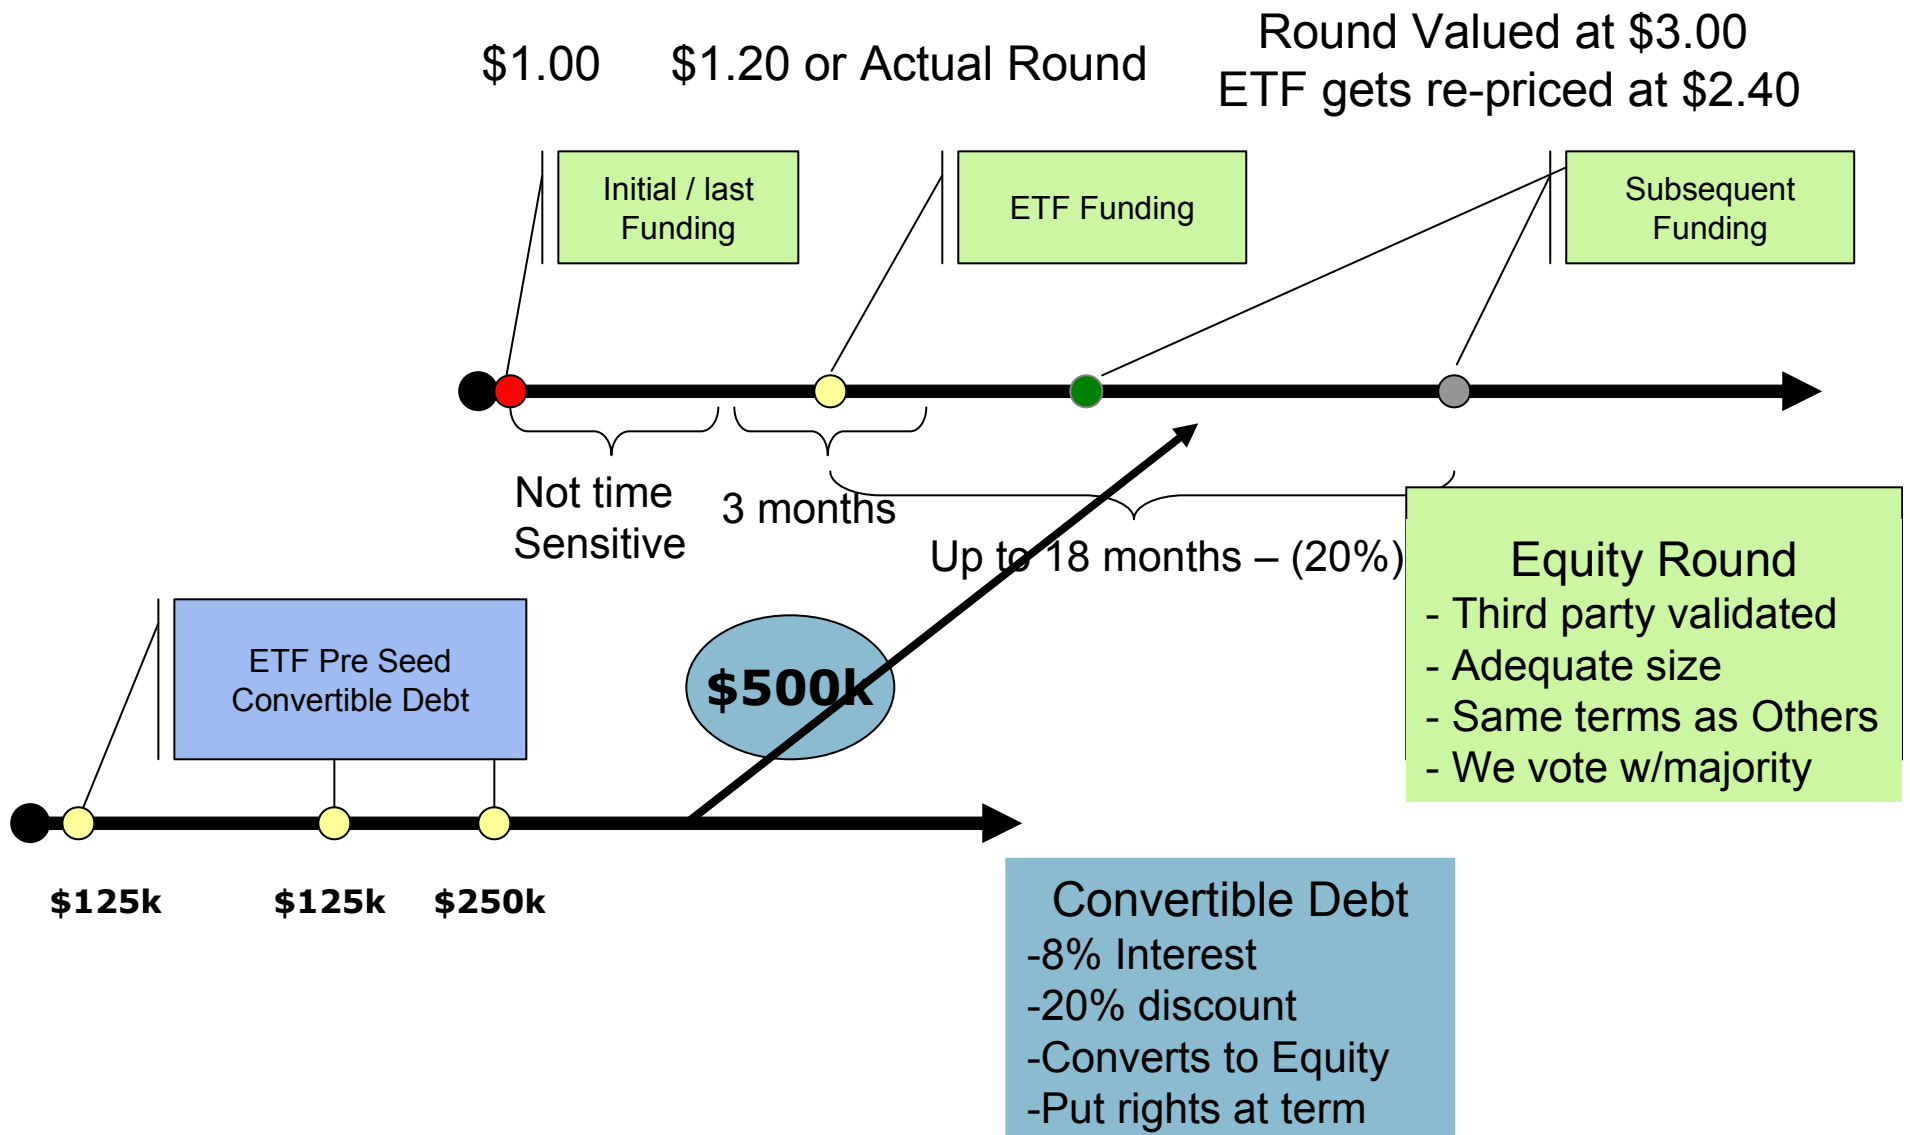 $1.00
$1.20 or Actual Round
Round Valued at $3.00
ETF gets re-priced at $2.40
Initial / last
Funding
ETF Funding
Subsequent
Funding
Not time
Sensitive
3 months
Up to 18 months – (20%)
Equity Round
- Third party validated
- Adequate size
- Same terms as Others
- We vote w/majority
ETF Pre Seed
Convertible Debt
$500k
$125k
$125k
$250k
Convertible Debt
-8% Interest
-20% discount
-Converts to Equity
-Put rights at term